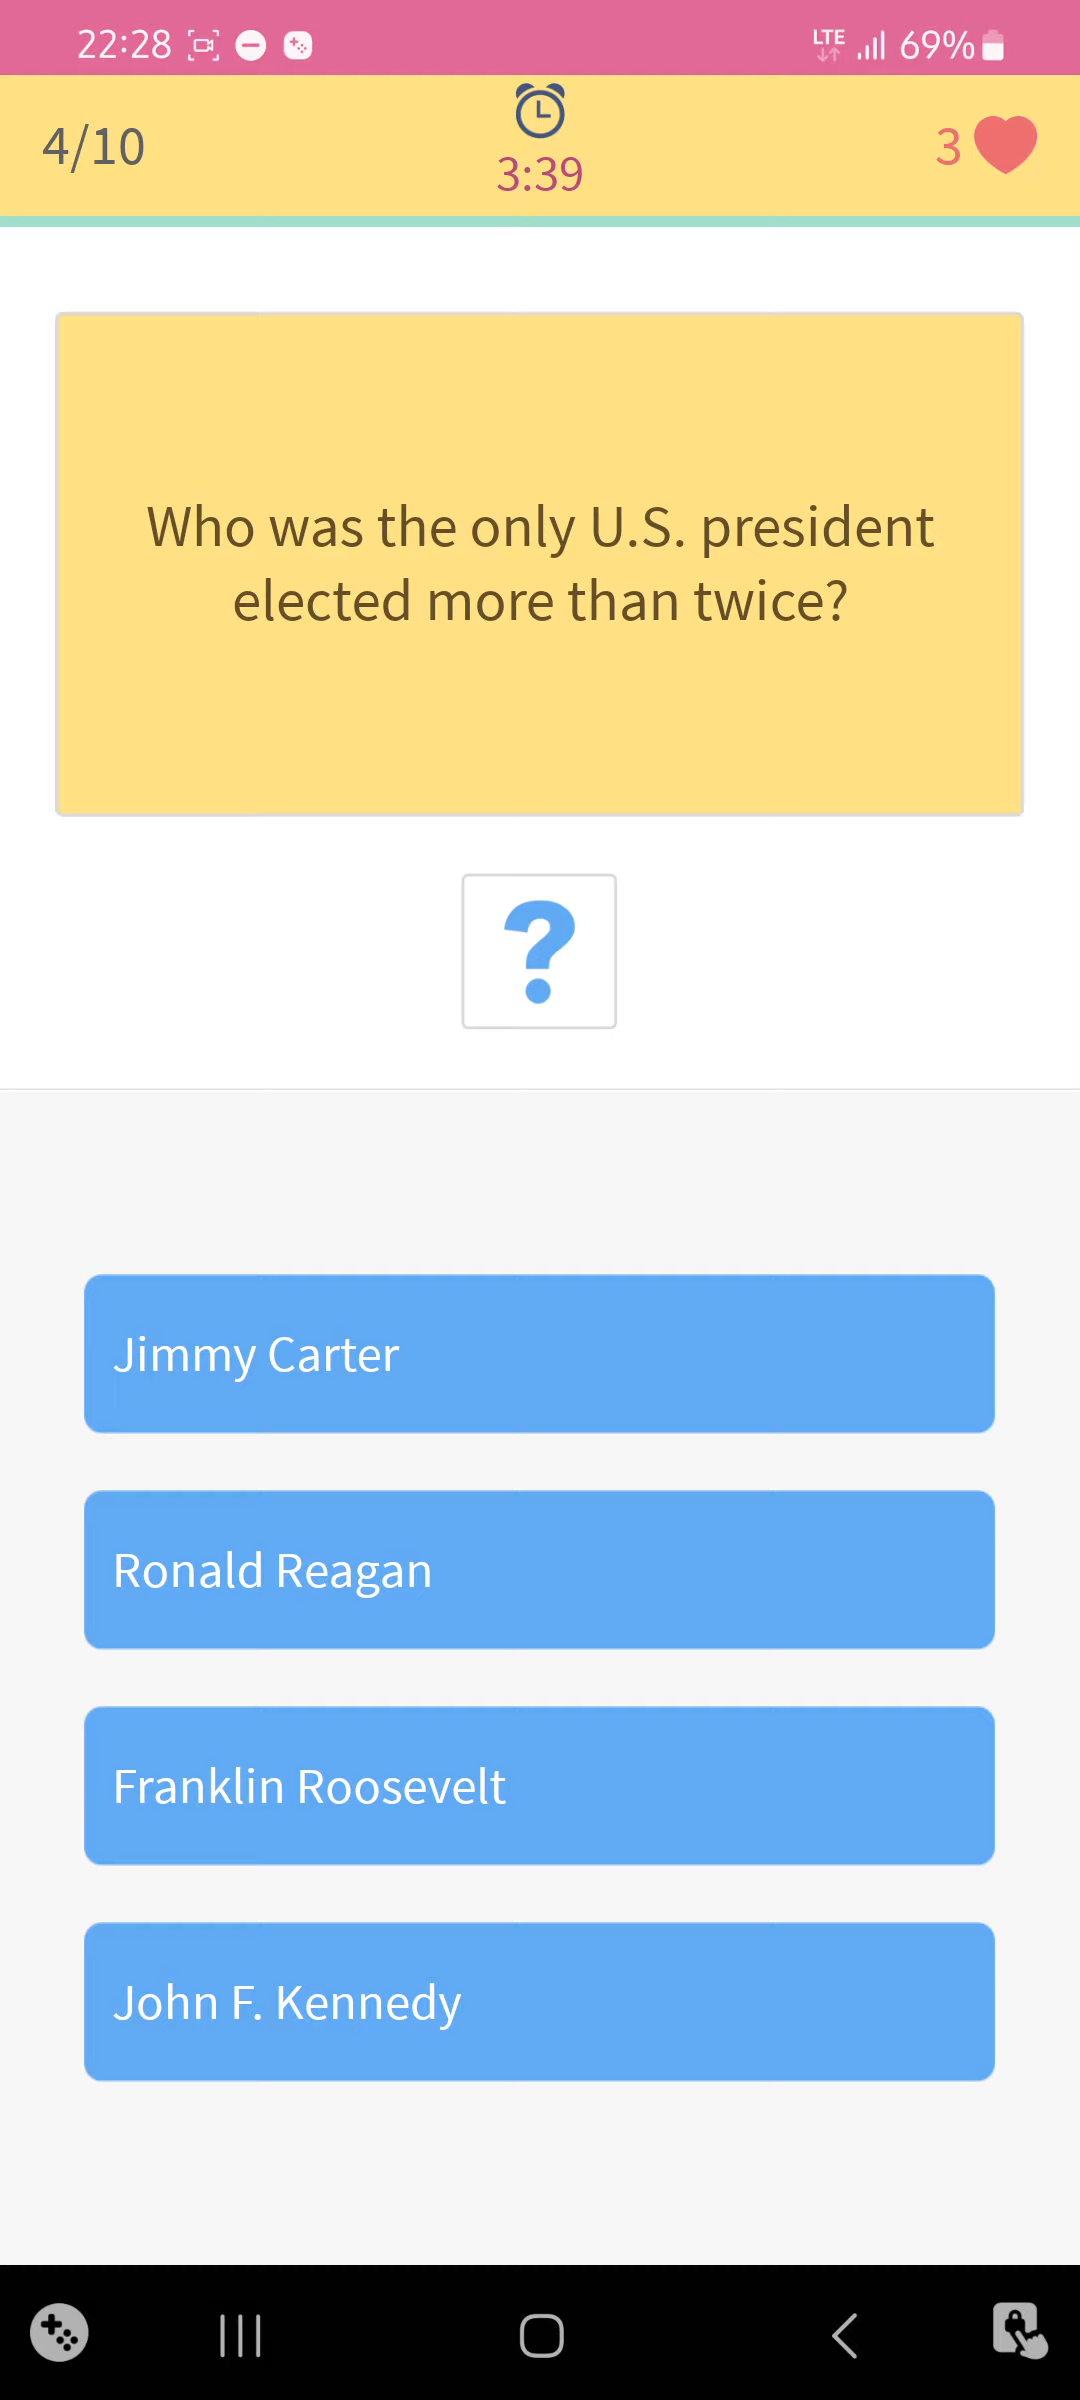 22:28
LTE
69%
4/10
3:39
3
Who was the only U.S. president
elected more than twice?
?
Jimmy Carter
Ronald Reagan
Franklin Roosevelt
John F. Kennedy